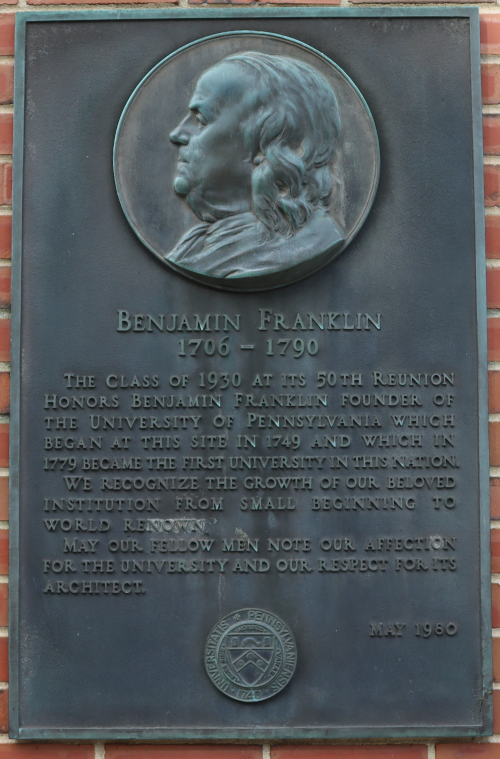 BENJAMIN FRANKLIN
1706 – 1790
THE CLASS OF 1930 AT ITS 50TH REUNION
HONORS BENJAMIN FRANKLIN FOUNDER OF
THE UNIVERSITY OF PENNSYLVANIA WHICH
BEGAN AT THIS SITE IN 1749 AND WHICH IN
1779 BECAME THE FIRST UNIVERSITY IN THIS NATION.
WE RECOGNIZE THE GROWTH OF OUR BELOVED
INSTITUTION FROM SMALL BEGINNING TO
WORLD RENOWN
MAY OUR FELLOW MEN NOTE OUR AFFECTION
FOR THE UNIVERSITY AND OUR RESPECT FOR ITS
ARCHITECT.
MAY 1980
UNIVERSITATIS PENNSYLVANIENSIS